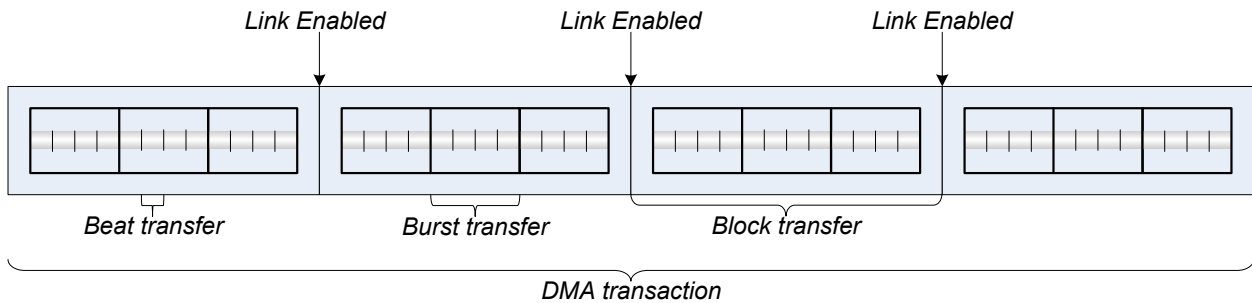 Link Enabled
Link Enabled
Link Enabled
Beat transfer
Burst transfer
Block transfer
DMA transaction